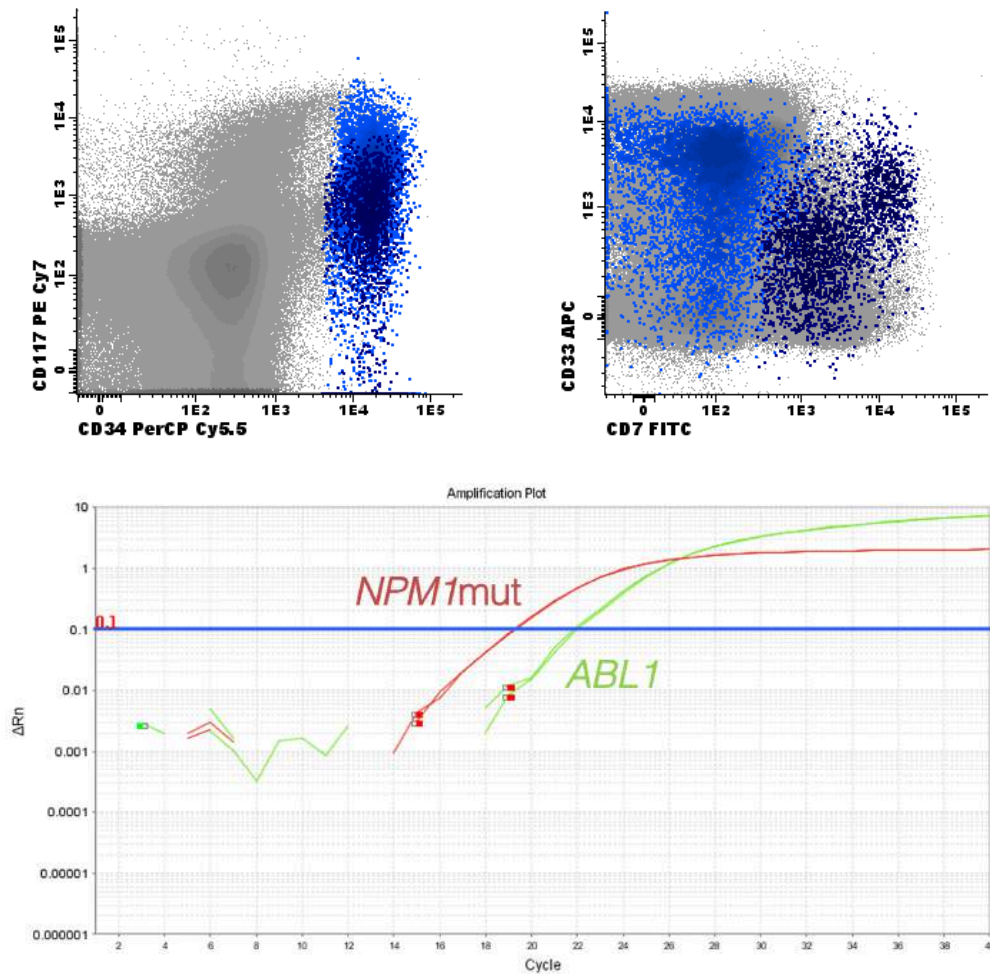 1E5
1E4
1E3
1E2
0
CD117 PE Cy7
0 1E2 1E3 1E4 1E5
CD34 PerCP Cy5.5
1E5
1E4
1E3
0
CD33 APC
0 1E2 1E3 1E4 1E5
CD7 FITC
Amplification Plot
10
1
0.1
0.1
0.01
0.001
0.0001
0.00001
0.000001
ΔRn
NPM1mut
ABL1
2 4 6 8 10 12 14 16 18 20 22 24 26 28 30 32 34 36 38
Cycle